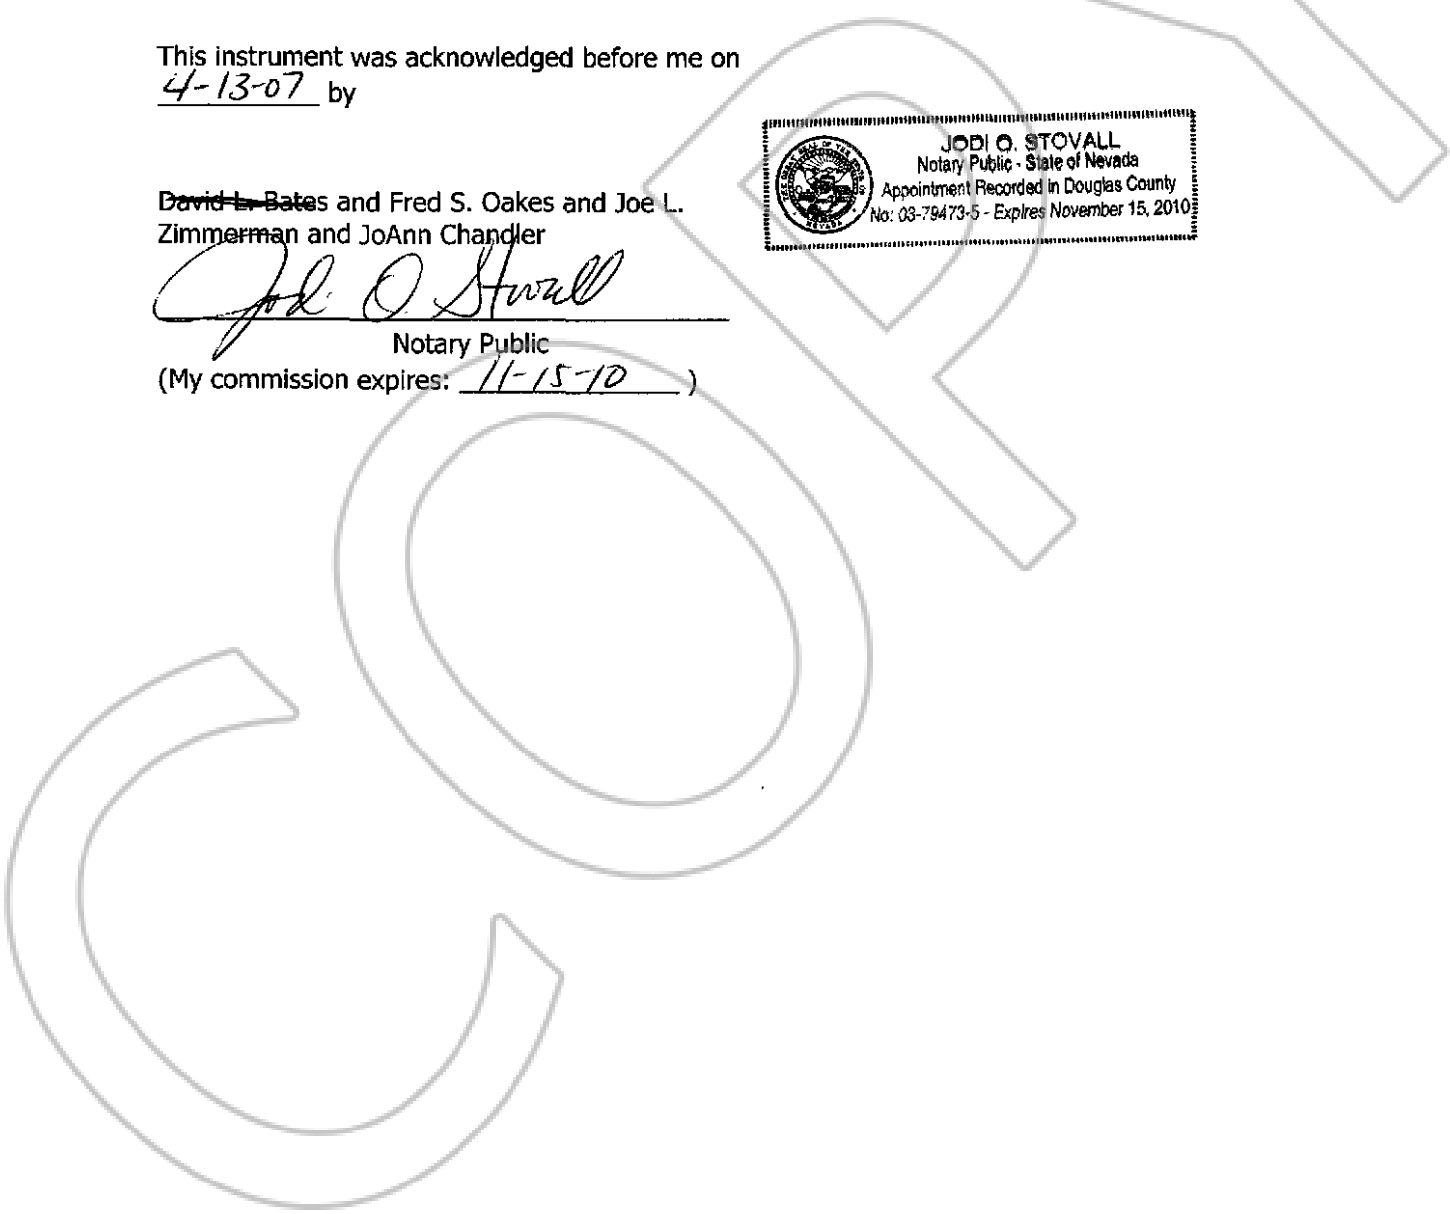 This instrument was acknowledged before me on
4-13-07 by
JODI O. STOVALL
Notary Public - State of Nevada
Appointment Recorded in Douglas County
No: 03-79473-5 - Expires November 15, 2010
David L. Bates and Fred S. Oakes and Joe L.
Zimmerman and JoAnn Chandler
Jodi O Stovall
Notary Public
(My commission expires: 11-15-10 )
COPY